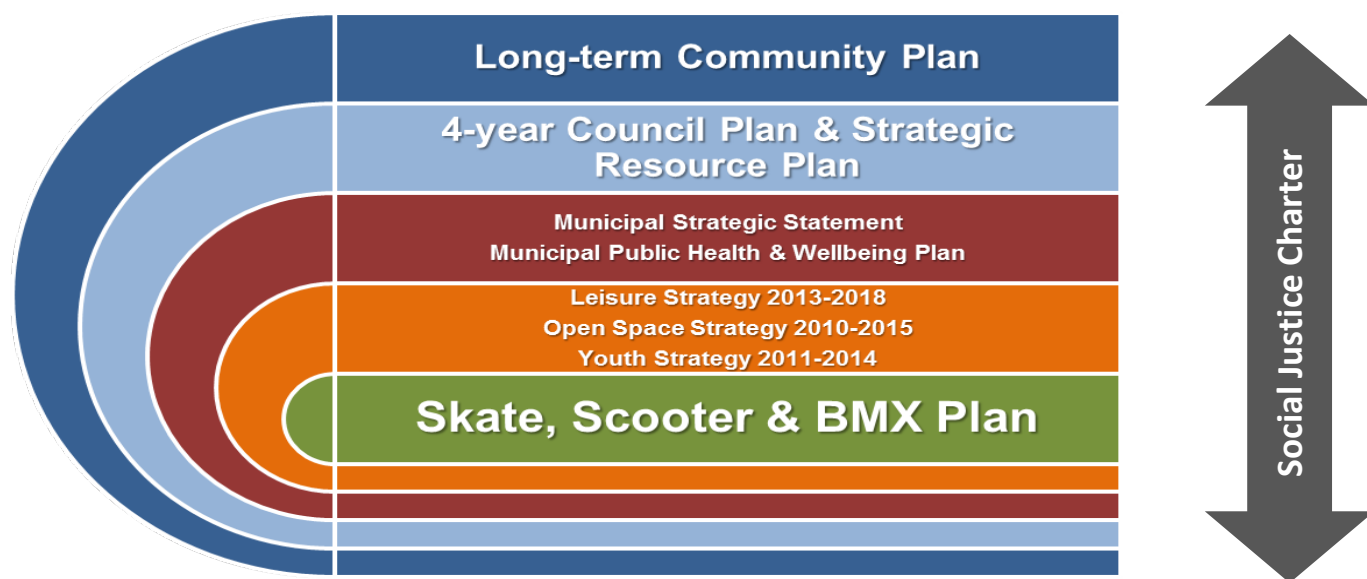 Long-term Community Plan
4-year Council Plan & Strategic
Resource Plan
Municipal Strategic Statement
Municipal Public Health & Wellbeing Plan
Leisure Strategy 2013-2018
Open Space Strategy 2010-2015
Youth Strategy 2011-2014
Skate, Scooter & BMX Plan
Social Justice Charter